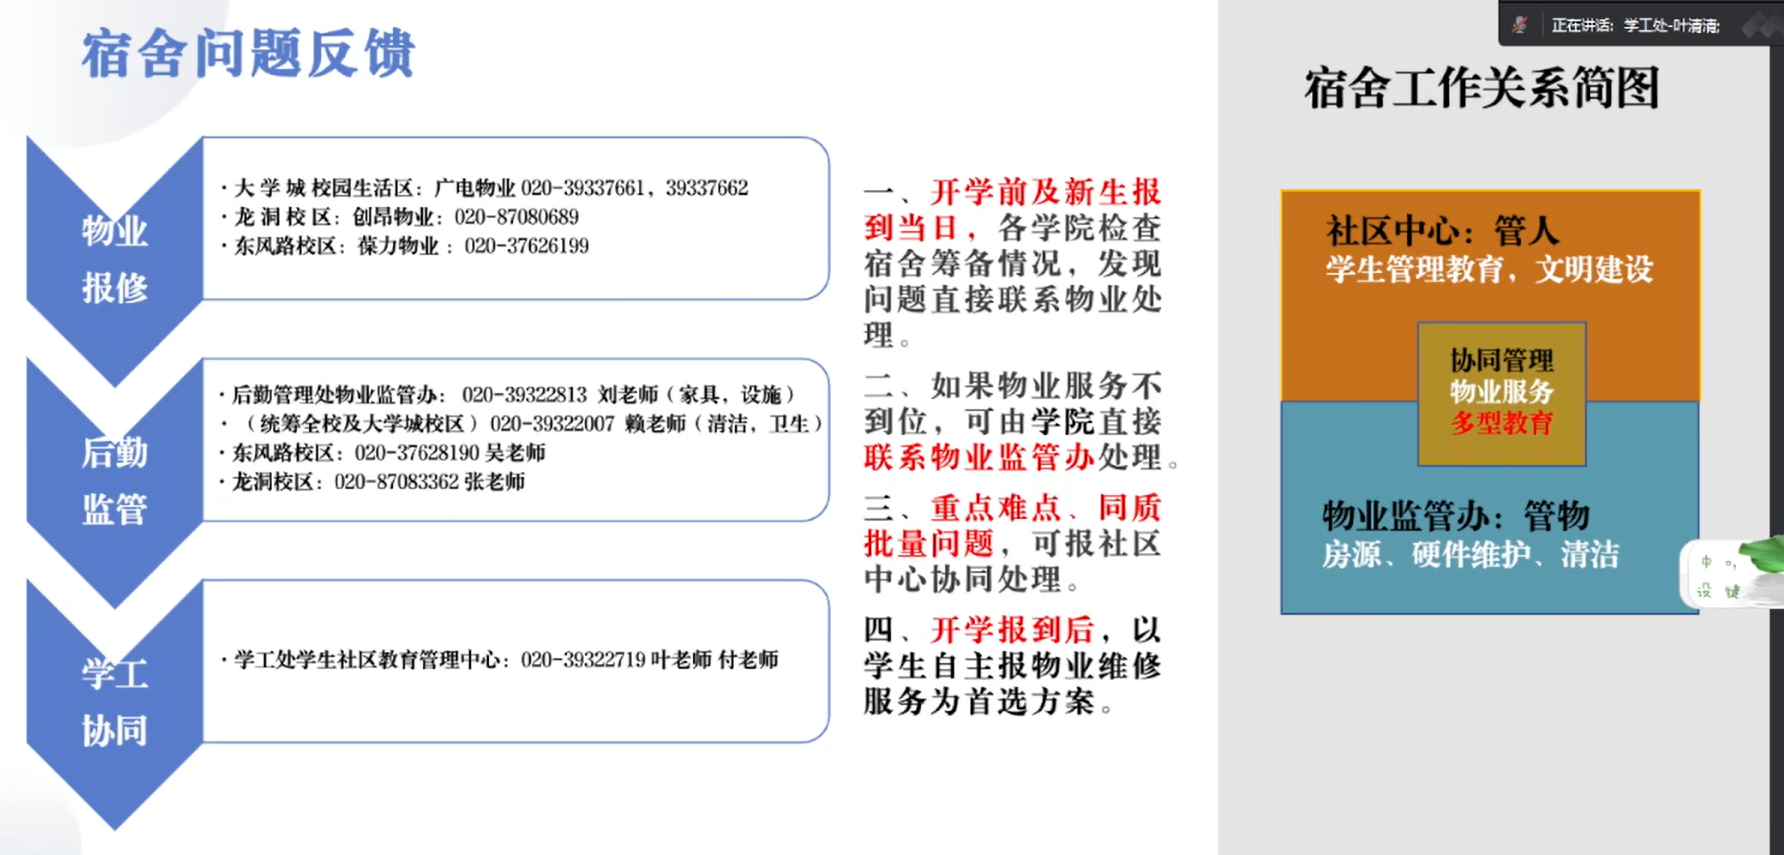 宿舍问题反馈
物业
报修
· 大学城校园生活区：广电物业 020-39337661，39337662
· 龙洞校区：创昂物业：020-87080689
· 东风路校区：葆力物业 ：020-37626199
后勤
监管
· 后勤管理处物业监管办： 020-39322813 刘老师（家具，设施）
· （统筹全校及大学城校区）020-39322007 赖老师（清洁，卫生）
· 东风路校区：020-37628190 吴老师
· 龙洞校区：020-87083362 张老师
学工
协同
· 学工处学生社区教育管理中心：020-39322719 叶老师 付老师
一、开学前及新生报
到当日，各学院检查
宿舍筹备情况，发现
问题直接联系物业处
理。
二、如果物业服务不
到位，可由学院直接
联系物业监管办处理。
三、重点难点、同质
批量问题，可报社区
中心协同处理。
四、开学报到后，以
学生自主报物业维修
服务为首选方案。
正在讲话: 学工处-叶清清;
宿舍工作关系简图
社区中心：管人
学生管理教育，文明建设
协同管理
物业服务
多型教育
物业监管办：管物
房源、硬件维护、清洁
中 °,
设 键